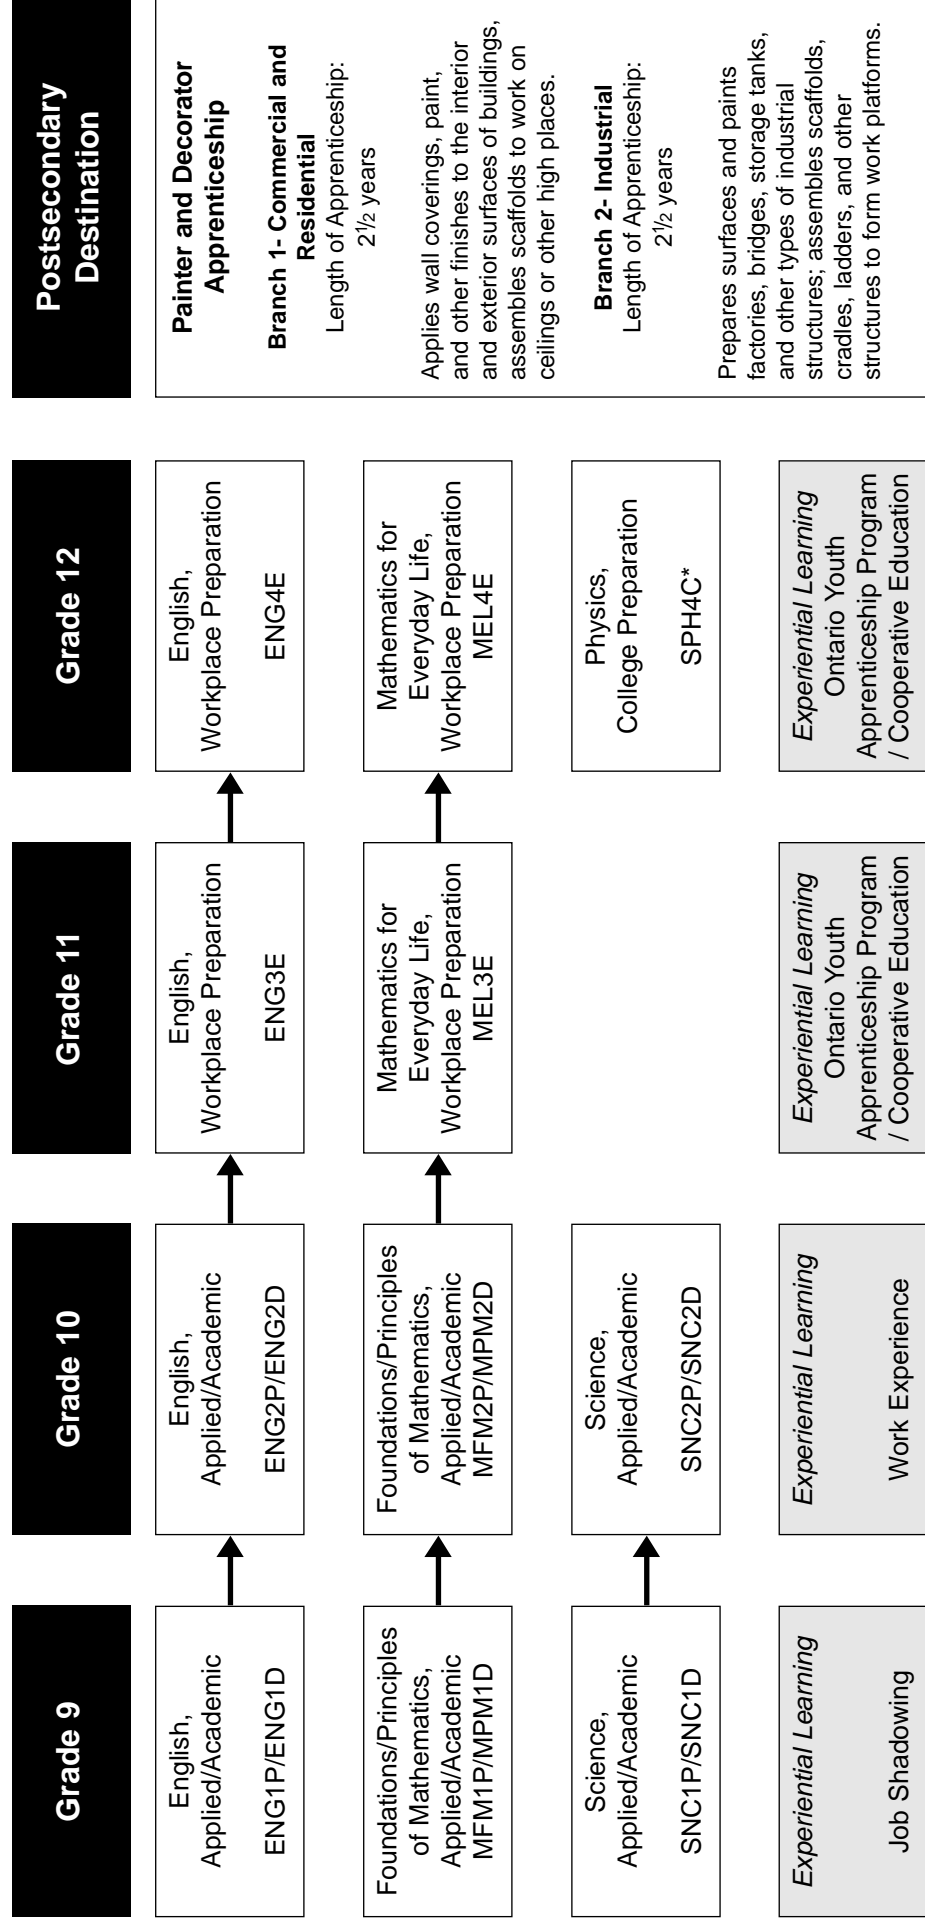 Grade 9
Grade 10
Grade 11
Grade 12
Postsecondary
Destination
English,
Applied/Academic
ENG1P/ENG1D
English,
Applied/Academic
ENG2P/ENG2D
English,
Workplace Preparation
ENG3E
English,
Workplace Preparation
ENG4E
Foundations/Principles
of Mathematics,
Applied/Academic
MFM1P/MPM1D
Foundations/Principles
of Mathematics,
Applied/Academic
MFM2P/MPM2D
Mathematics for
Everyday Life,
Workplace Preparation
MEL3E
Mathematics for
Everyday Life,
Workplace Preparation
MEL4E
Science,
Applied/Academic
SNC1P/SNC1D
Science,
Applied/Academic
SNC2P/SNC2D
Physics,
College Preparation
SPH4C*
Experiential Learning
Job Shadowing
Experiential Learning
Work Experience
Experiential Learning
Ontario Youth
Apprenticeship Program
/ Cooperative Education
Experiential Learning
Ontario Youth
Apprenticeship Program
/ Cooperative Education
Painter and Decorator
Apprenticeship
Branch 1- Commercial and
Residential
Length of Apprenticeship:
2½ years
Applies wall coverings, paint,
and other finishes to the interior
and exterior surfaces of buildings,
assembles scaffolds to work on
ceilings or other high places.
Branch 2- Industrial
Length of Apprenticeship:
2½ years
Prepares surfaces and paints
factories, bridges, storage tanks,
and other types of industrial
structures; assembles scaffolds,
cradles, ladders, and other
structures to form work platforms.